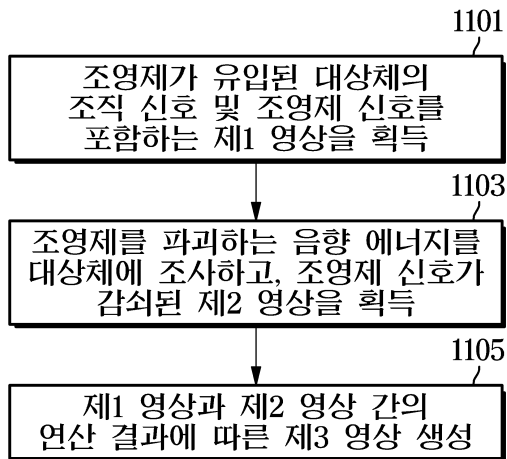 1101
조영제가 유입된 대상체의
조직 신호 및 조영제 신호를
포함하는 제1 영상을 획득
1103
조영제를 파괴하는 음향 에너지를
대상체에 조사하고, 조영제 신호가
감쇠된 제2 영상을 획득
1105
제1 영상과 제2 영상 간의
연산 결과에 따른 제3 영상 생성